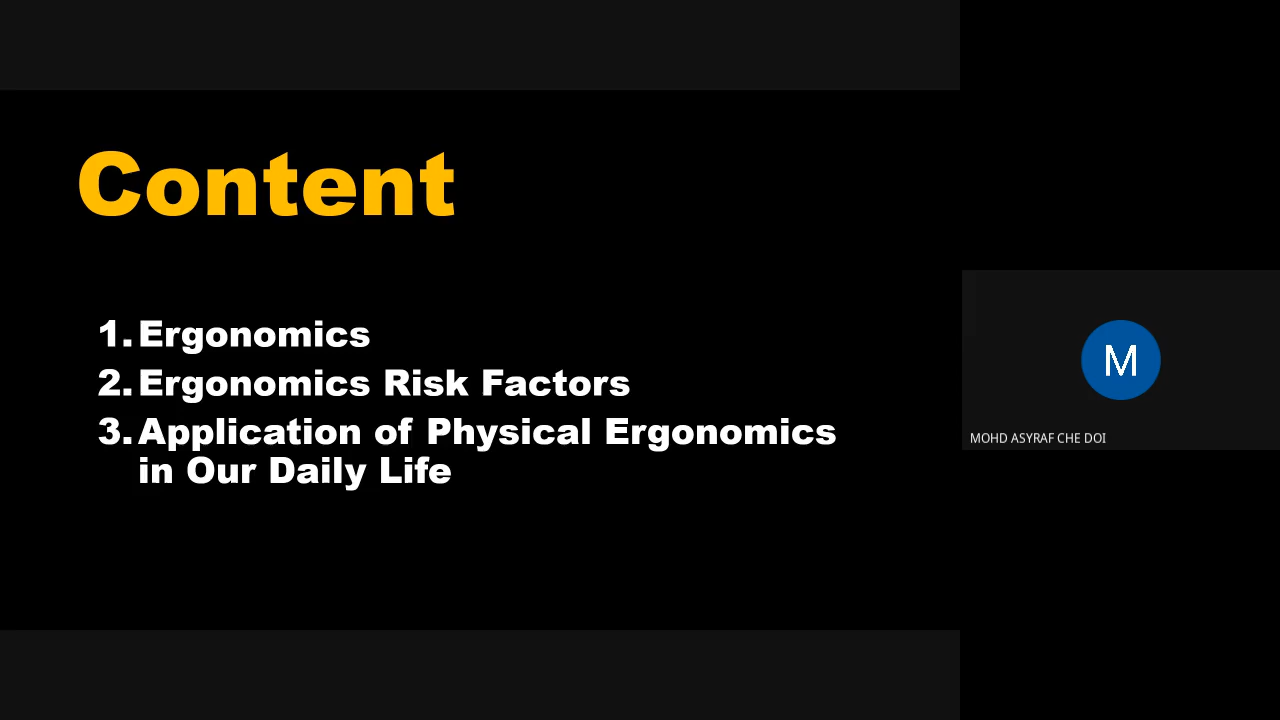 Content
1. Ergonomics
2. Ergonomics Risk Factors
3. Application of Physical Ergonomics
in Our Daily Life
M
MOHD ASYRAF CHE DOI